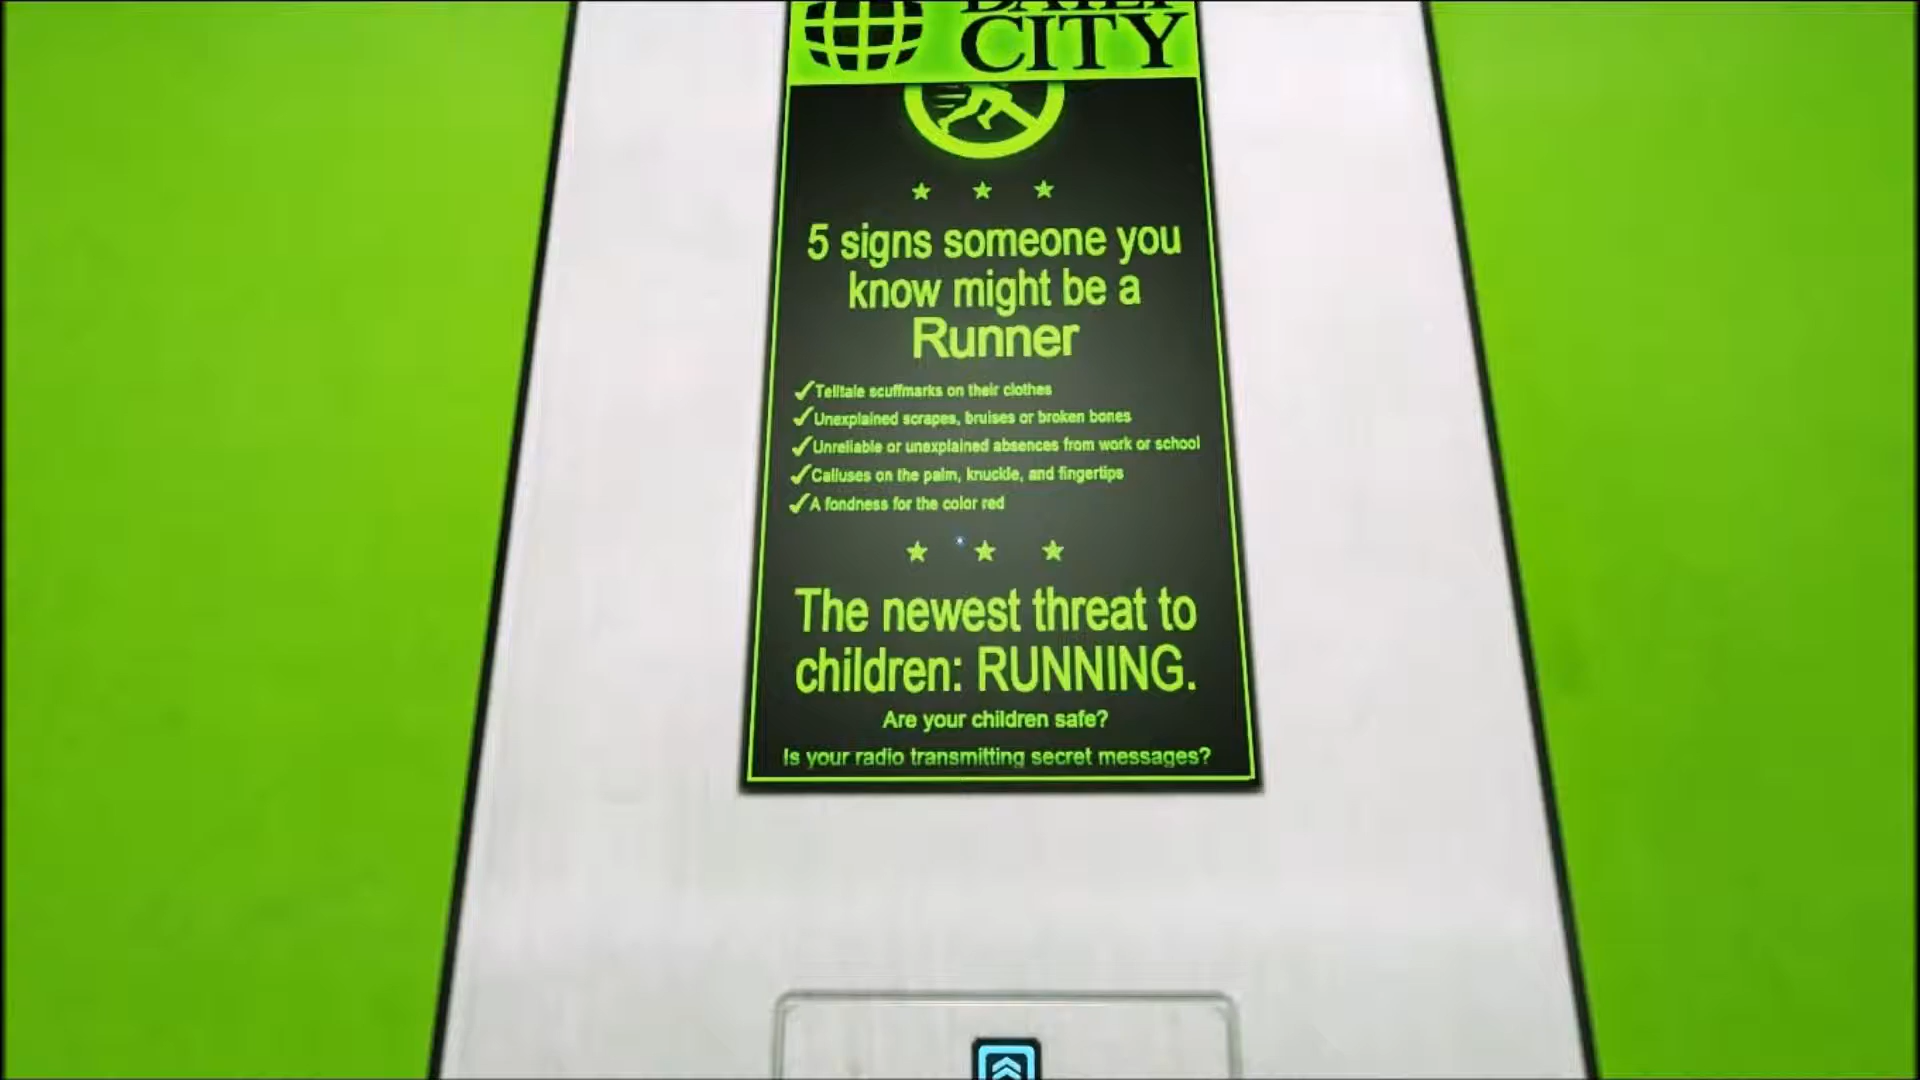 CITY
5 signs someone you
know might be a
Runner
Telltale scuffmarks on their clothes
Unexplained scrapes, bruises or broken bones
Unreliable or unexplained absences from work or school
Calluses on the palm, knuckle, and fingertips
A fondness for the color red
The newest threat to
children: RUNNING.
Are your children safe?
Is your radio transmitting secret messages?